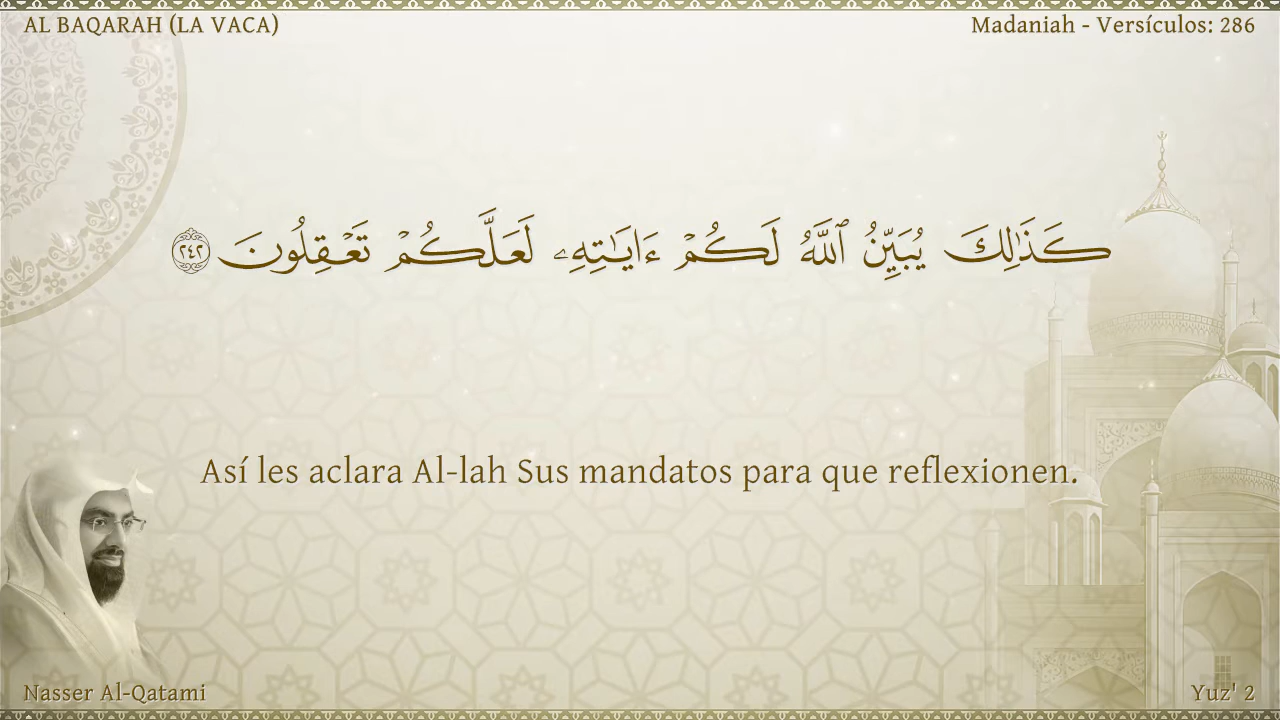 AL BAQARAH (LA VACA)
Madaniah - Versículos: 286
كَذَٰلِكَ يُبَيِّنُ ٱللَّهُ لَكُمْ ءَايَـٰتِهِۦ لَعَلَّكُمْ تَعْقِلُونَ ٢٤٢
Así les aclara Al-lah Sus mandatos para que reflexionen.
Nasser Al-Qatami
Yuz' 2